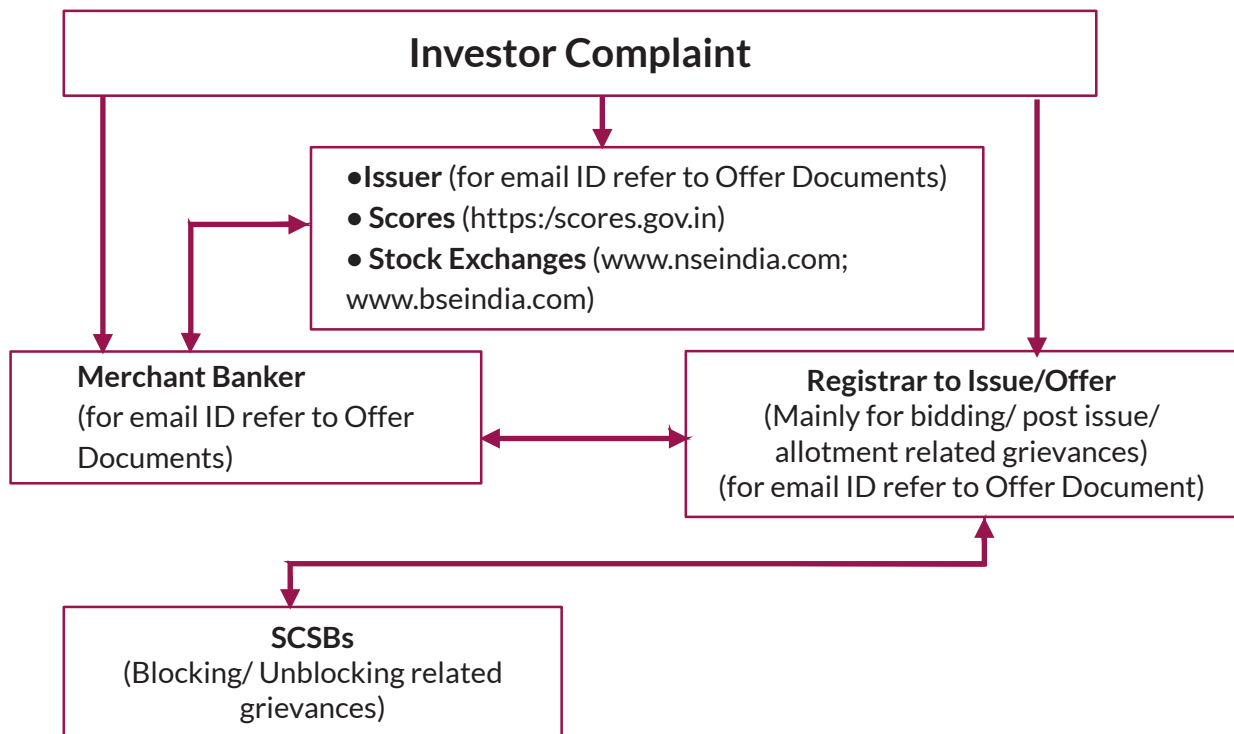 Investor Complaint
●Issuer (for email ID refer to Offer Documents)
● Scores (https:/scores.gov.in)
● Stock Exchanges (www.nseindia.com;
www.bseindia.com)
Merchant Banker
(for email ID refer to Offer
Documents)
Registrar to Issue/Offer
(Mainly for bidding/ post issue/
allotment related grievances)
(for email ID refer to Offer Document)
SCSBs
(Blocking/ Unblocking related
grievances)